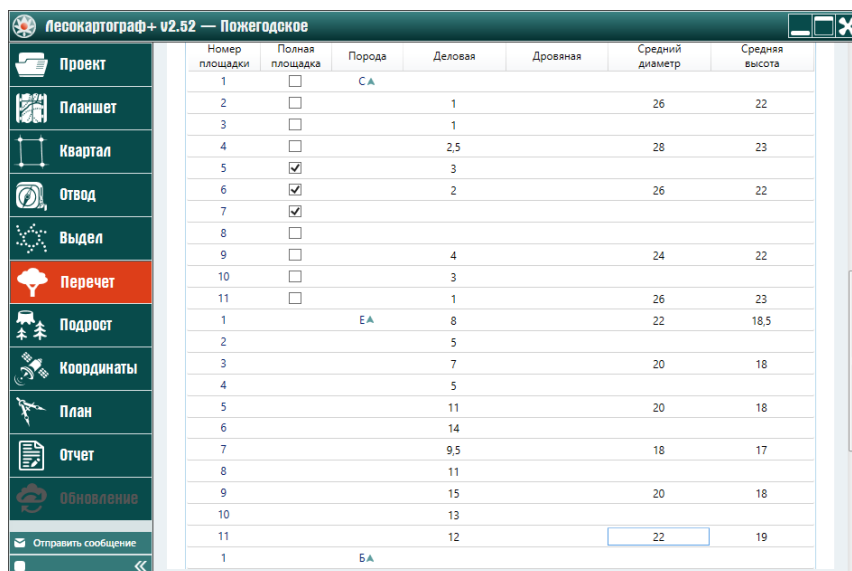 Лесокартограф+ v2.52 — Пожегодское
Проект
Планшет
Квартал
Отвод
Выдел
Перечет
Подрост
Координаты
План
Отчет
Обновление
Отправить сообщение
Номер площадки Полная площадка Порода Деловая Дровяная Средний диаметр Средняя высота
1 С
2 1 26 22
3 1
4 2,5 28 23
5 3
6 2 26 22
7
8
9 4 24 22
10 3
11 1 26 23
1 Е 8 22 18,5
2 5
3 7 20 18
4 5
5 11 20 18
6 14
7 9,5 18 17
8 11
9 15 20 18
10 13
11 12 22 19
1 Б